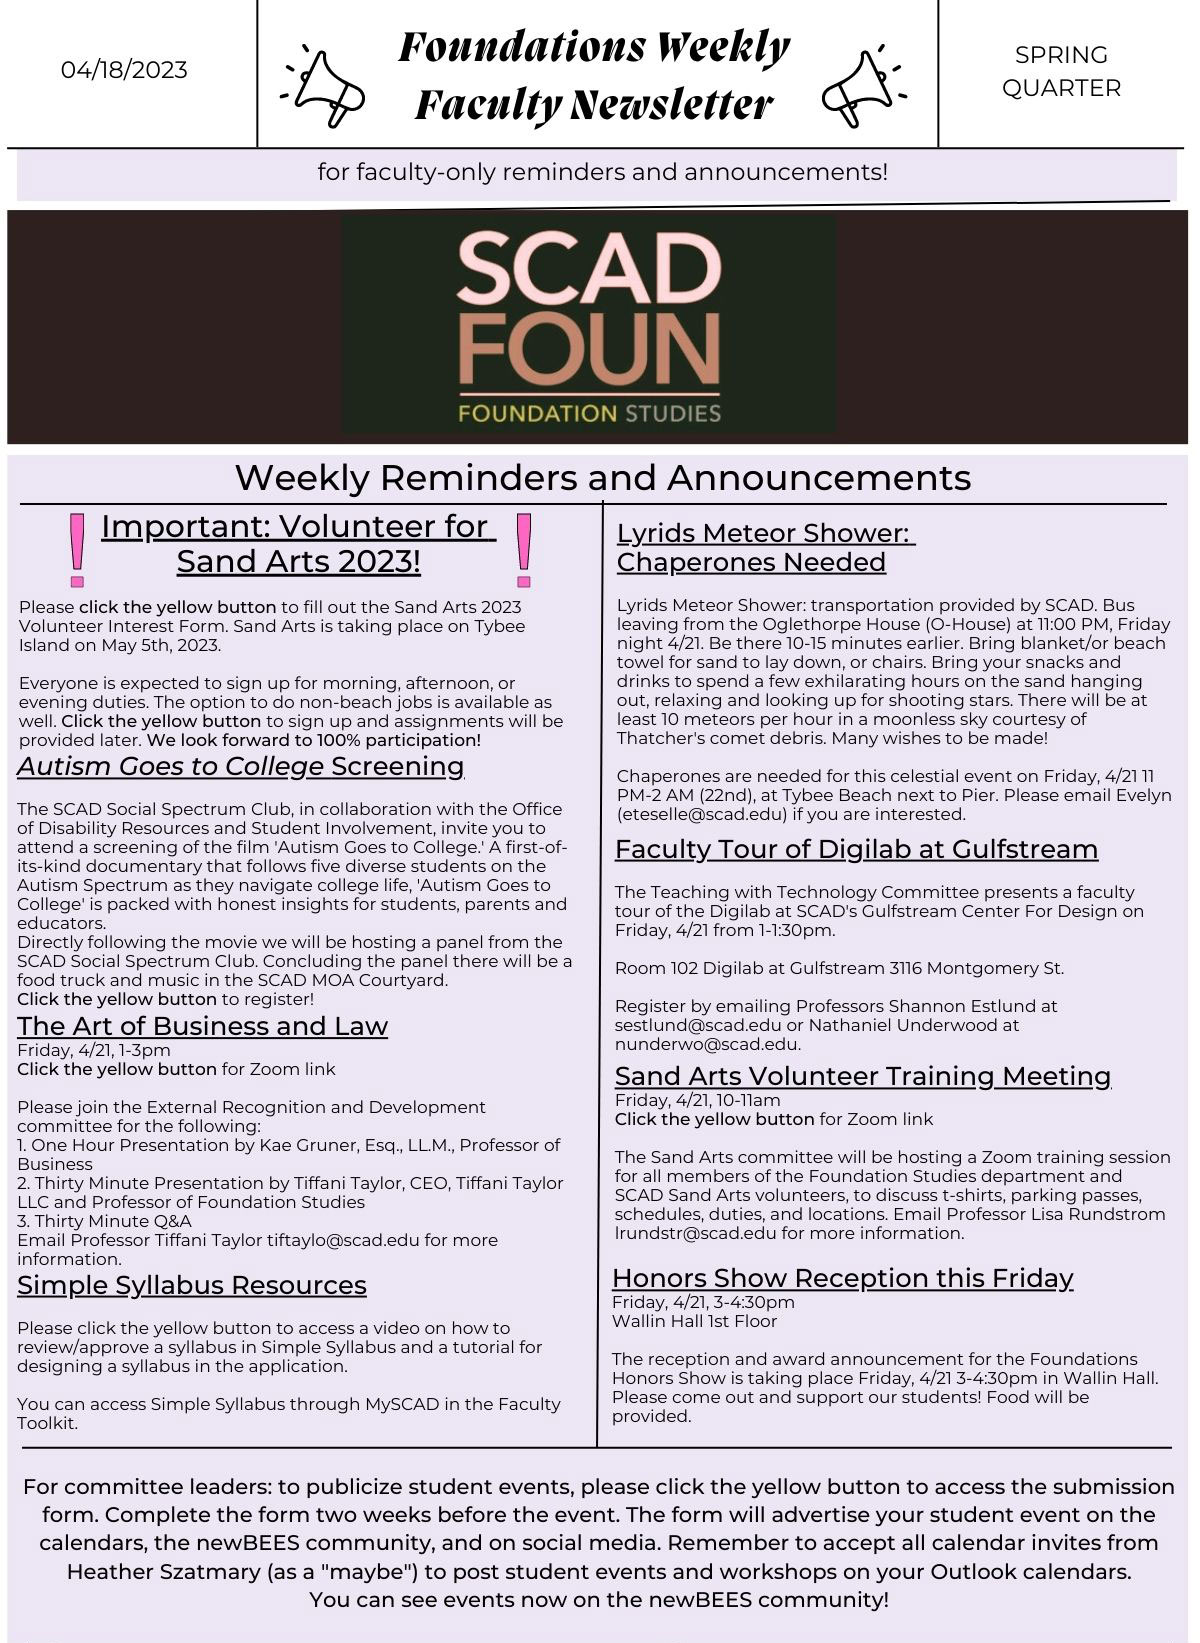 04/18/2023
Foundations Weekly
Faculty Newsletter
SPRING
QUARTER
for faculty-only reminders and announcements!
SCAD
FOUN
FOUNDATION STUDIES
Weekly Reminders and Announcements
Important: Volunteer for
Sand Arts 2023!
Please click the yellow button to fill out the Sand Arts 2023
Volunteer Interest Form. Sand Arts is taking place on Tybee
Island on May 5th, 2023.
Everyone is expected to sign up for morning, afternoon, or
evening duties. The option to do non-beach jobs is available as
well. Click the yellow button to sign up and assignments will be
provided later. We look forward to 100% participation!
Autism Goes to College Screening
The SCAD Social Spectrum Club, in collaboration with the Office
of Disability Resources and Student Involvement, invite you to
attend a screening of the film 'Autism Goes to College.' A first-of-
its-kind documentary that follows five diverse students on the
Autism Spectrum as they navigate college life, 'Autism Goes to
College' is packed with honest insights for students, parents and
educators.
Directly following the movie we will be hosting a panel from the
SCAD Social Spectrum Club. Concluding the panel there will be a
food truck and music in the SCAD MOA Courtyard.
Click the yellow button to register!
The Art of Business and Law
Friday, 4/21, 1-3pm
Click the yellow button for Zoom link
Please join the External Recognition and Development
committee for the following:
1. One Hour Presentation by Kae Gruner, Esq., LL.M., Professor of
Business
2. Thirty Minute Presentation by Tiffani Taylor, CEO, Tiffani Taylor
LLC and Professor of Foundation Studies
3. Thirty Minute Q&A
Email Professor Tiffani Taylor tiftaylo@scad.edu for more
information.
Simple Syllabus Resources
Please click the yellow button to access a video on how to
review/approve a syllabus in Simple Syllabus and a tutorial for
designing a syllabus in the application.
You can access Simple Syllabus through MySCAD in the Faculty
Toolkit.
Lyrids Meteor Shower:
Chaperones Needed
Lyrids Meteor Shower: transportation provided by SCAD. Bus
leaving from the Oglethorpe House (O-House) at 11:00 PM, Friday
night 4/21. Be there 10-15 minutes earlier. Bring blanket/or beach
towel for sand to lay down, or chairs. Bring your snacks and
drinks to spend a few exhilarating hours on the sand hanging
out, relaxing and looking up for shooting stars. There will be at
least 10 meteors per hour in a moonless sky courtesy of
Thatcher's comet debris. Many wishes to be made!
Chaperones are needed for this celestial event on Friday, 4/21 11
PM-2 AM (22nd), at Tybee Beach next to Pier. Please email Evelyn
(eteselle@scad.edu) if you are interested.
Faculty Tour of Digilab at Gulfstream
The Teaching with Technology Committee presents a faculty
tour of the Digilab at SCAD's Gulfstream Center For Design on
Friday, 4/21 from 1-1:30pm.
Room 102 Digilab at Gulfstream 3116 Montgomery St.
Register by emailing Professors Shannon Estlund at
sestlund@scad.edu or Nathaniel Underwood at
nunderwo@scad.edu.
Sand Arts Volunteer Training Meeting
Friday, 4/21, 10-11am
Click the yellow button for Zoom link
The Sand Arts committee will be hosting a Zoom training session
for all members of the Foundation Studies department and
SCAD Sand Arts volunteers, to discuss t-shirts, parking passes,
schedules, duties, and locations. Email Professor Lisa Rundstrom
lrundstr@scad.edu for more information.
Honors Show Reception this Friday
Friday, 4/21, 3-4:30pm
Wallin Hall 1st Floor
The reception and award announcement for the Foundations
Honors Show is taking place Friday, 4/21 3-4:30pm in Wallin Hall.
Please come out and support our students! Food will be
provided.
For committee leaders: to publicize student events, please click the yellow button to access the submission
form. Complete the form two weeks before the event. The form will advertise your student event on the
calendars, the newBEES community, and on social media. Remember to accept all calendar invites from
Heather Szatmary (as a "maybe") to post student events and workshops on your Outlook calendars.
You can see events now on the newBEES community!